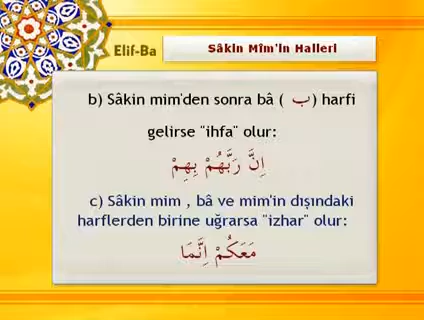 Elif-Ba
Sâkin Mîm'in Halleri
b) Sâkin mim'den sonra bâ ( ب ) harfi
gelirse "ihfa" olur:
اِنَّ رَبَّهُمْ بِهِمْ
c) Sâkin mim , bâ ve mim'in dışındaki
harflerden birine uğrarsa "izhar" olur:
مَعَكُمْ اِنَّمَا